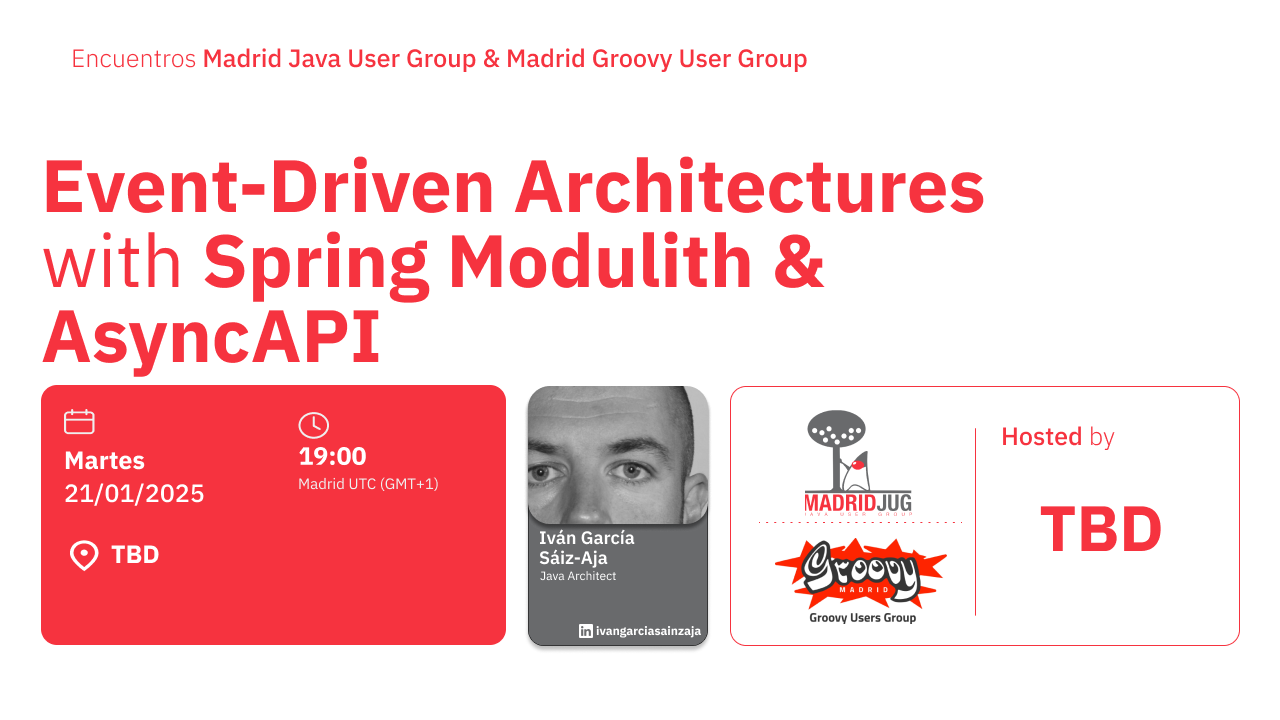 Encuentros Madrid Java User Group & Madrid Groovy User Group
Event-Driven Architectures
with Spring Modulith &
AsyncAPI
Martes
21/01/2025
19:00
Madrid UTC (GMT+1)
TBD
Iván García
Sáiz-Aja
Java Architect
in ivangarciasainzaja
MADRIDJUG
JAVA USER GROUP
Groovy
MADRID
Groovy Users Group
Hosted by
TBD